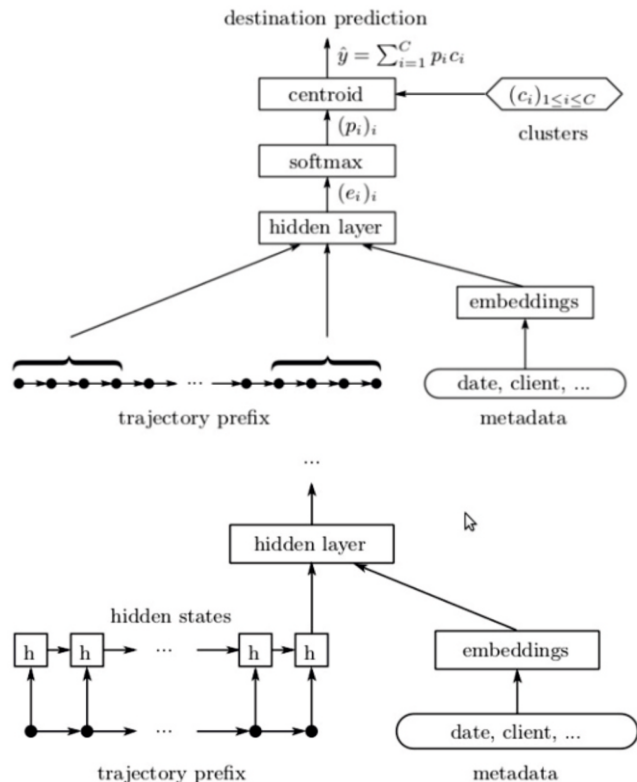 destination prediction
ŷ = ∑_{i=1}^{C} p_i c_i
centroid
(c_i)_{1≤i≤C}
clusters
(p_i)_i
softmax
(e_i)_i
hidden layer
embeddings
...
date, client, ...
trajectory prefix
metadata
...
hidden layer
hidden states
h
h
...
h
h
embeddings
...
date, client, ...
trajectory prefix
metadata